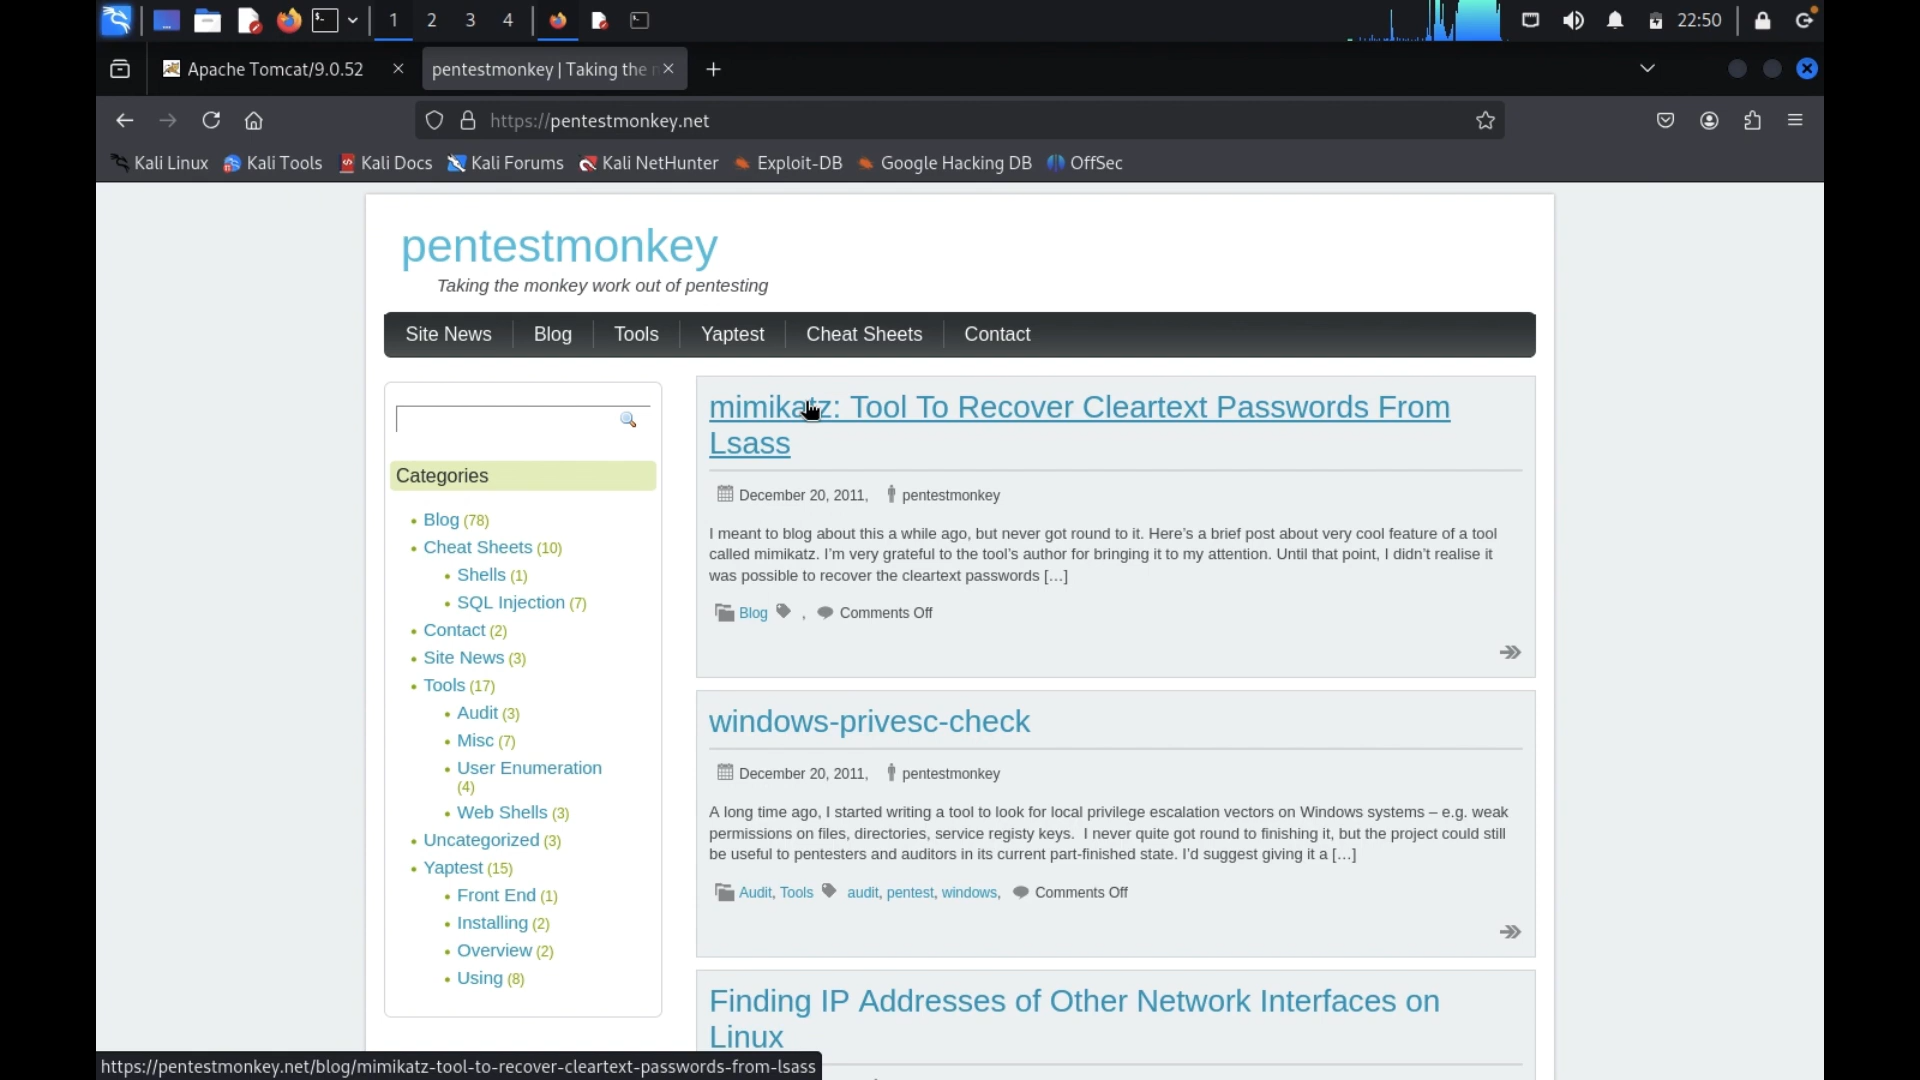 1 2 3 4 22:50
Apache Tomcat/9.0.52 pentestmonkey | Taking the
https://pentestmonkey.net
Kali Linux Kali Tools Kali Docs Kali Forums Kali NetHunter Exploit-DB Google Hacking DB OffSec
pentestmonkey
Taking the monkey work out of pentesting
Site News Blog Tools Yaptest Cheat Sheets Contact
Categories
Blog (78)
Cheat Sheets (10)
Shells (1)
SQL Injection (7)
Contact (2)
Site News (3)
Tools (17)
Audit (3)
Misc (7)
User Enumeration
(4)
Web Shells (3)
Uncategorized (3)
Yaptest (15)
Front End (1)
Installing (2)
Overview (2)
Using (8)
mimikatz: Tool To Recover Cleartext Passwords From
Lsass
December 20, 2011, pentestmonkey
I meant to blog about this a while ago, but never got round to it. Here's a brief post about very cool feature of a tool
called mimikatz. I'm very grateful to the tool's author for bringing it to my attention. Until that point, I didn't realise it
was possible to recover the cleartext passwords […]
Blog , Comments Off
windows-privesc-check
December 20, 2011, pentestmonkey
A long time ago, I started writing a tool to look for local privilege escalation vectors on Windows systems – e.g. weak
permissions on files, directories, service registy keys. I never quite got round to finishing it, but the project could still
be useful to pentesters and auditors in its current part-finished state. I'd suggest giving it a […]
Audit, Tools audit, pentest, windows, Comments Off
Finding IP Addresses of Other Network Interfaces on
Linux
https://pentestmonkey.net/blog/mimikatz-tool-to-recover-cleartext-passwords-from-lsass